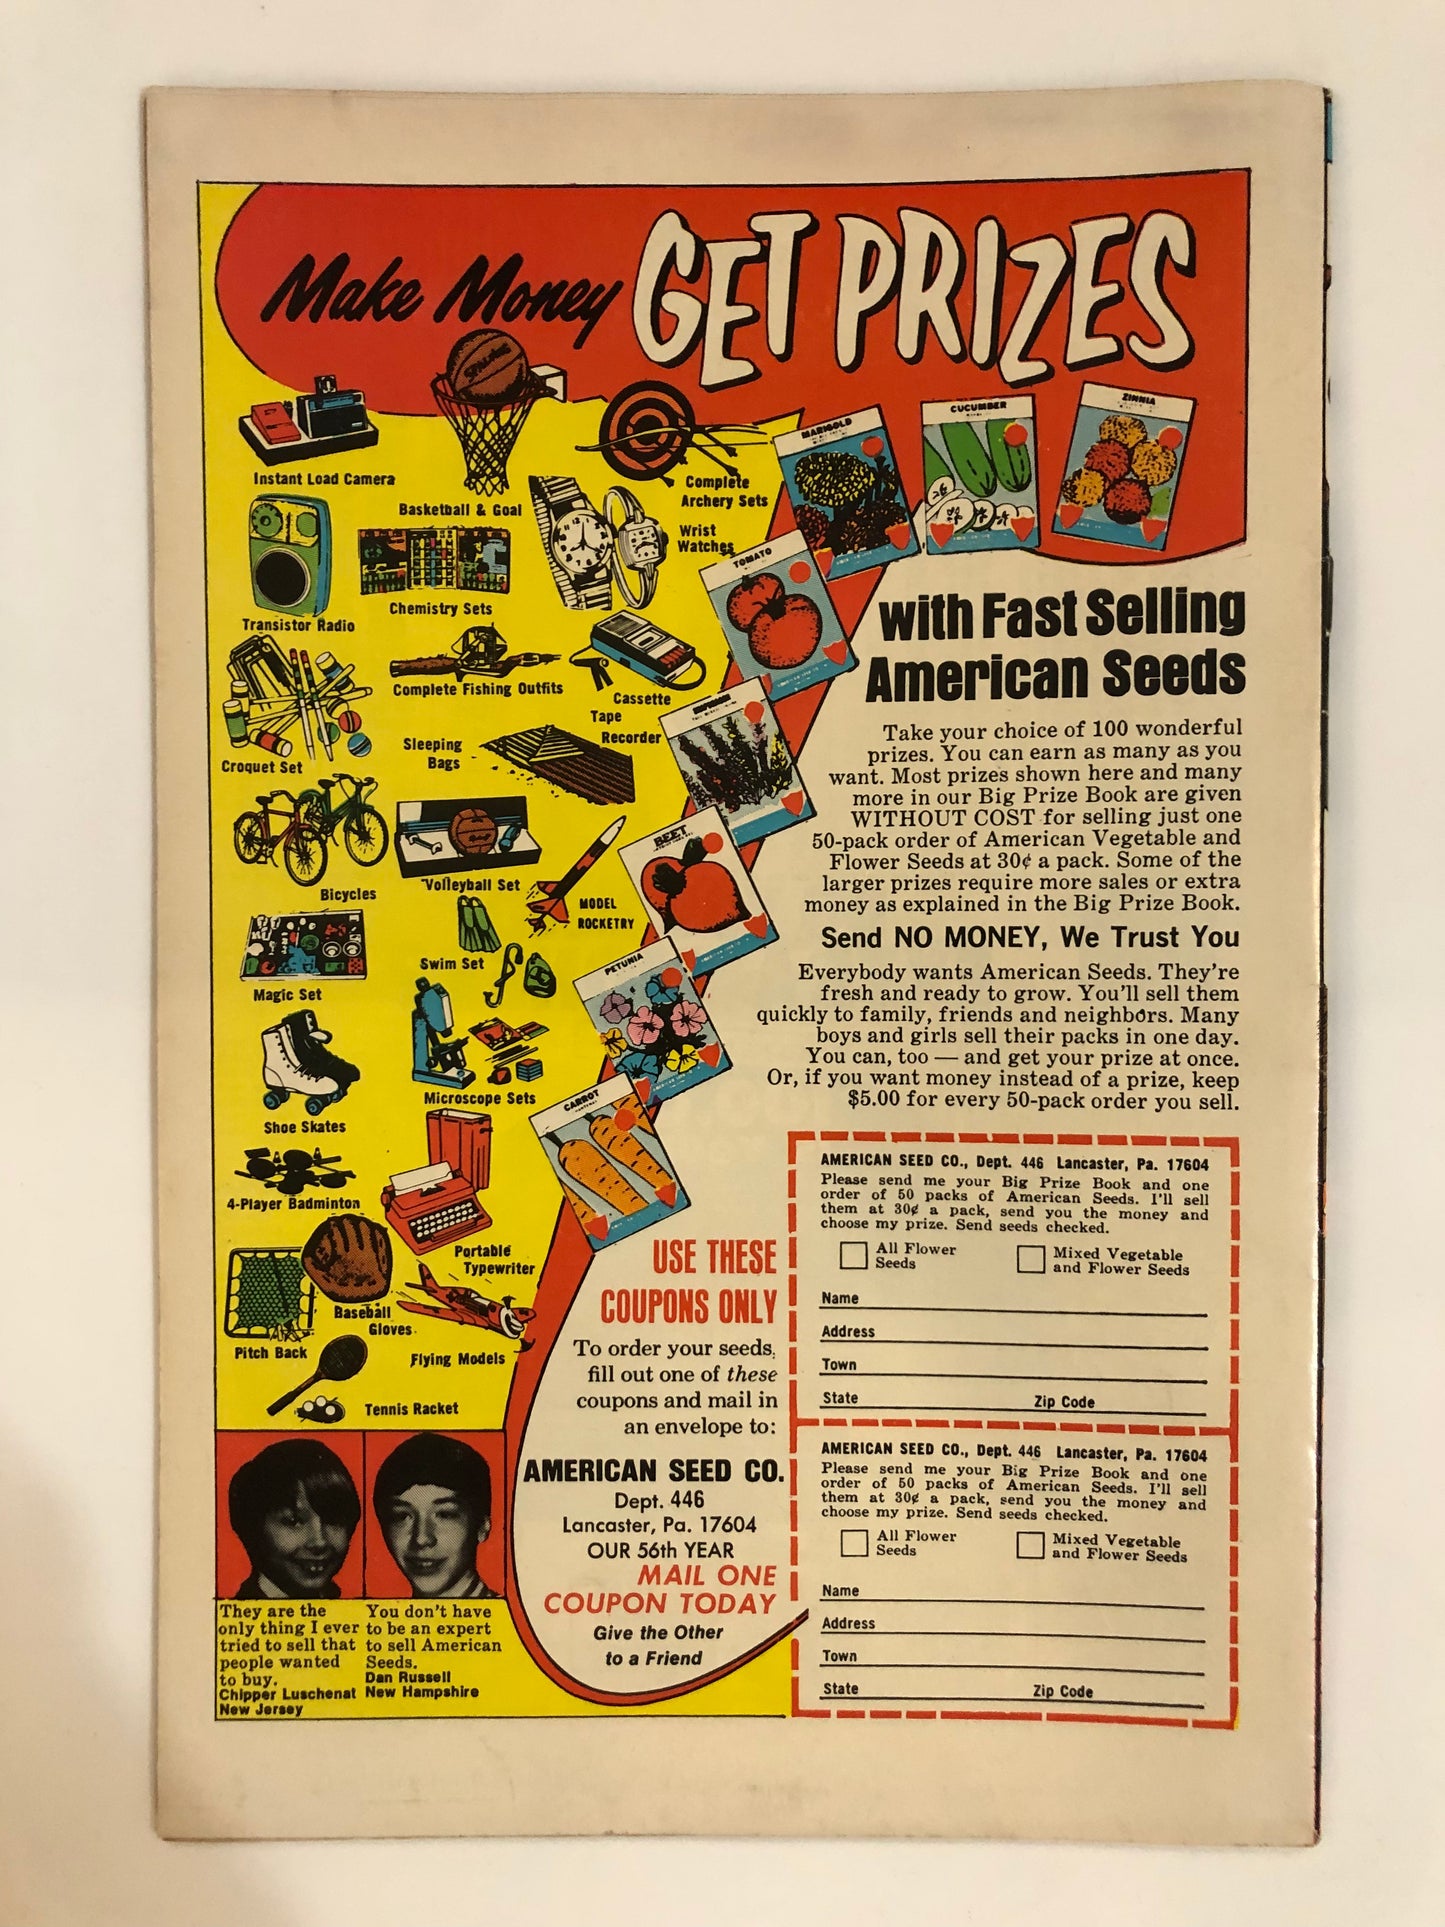 Make Money GET PRIZES
SPALDING
Instant Load Camera
Basketball & Goal
Complete
Archery Sets
Wrist
Watches
Transistor Radio
Chemistry Sets
Complete Fishing Outfits
Cassette
Tape
Recorder
Croquet Set
Sleeping
Bags
Bicycles
Volleyball Set
MODEL
ROCKETRY
Magic Set
Swim Set
Shoe Skates
Microscope Sets
4-Player Badminton
Portable
Typewriter
Pitch Back
Baseball
Gloves
Flying Models
Tennis Racket
MARIGOLD
CUCUMBER
ZINNIA
TOMATO
BEET
PETUNIA
CARROT
with Fast Selling
American Seeds
Take your choice of 100 wonderful
prizes. You can earn as many as you
want. Most prizes shown here and many
more in our Big Prize Book are given
WITHOUT COST for selling just one
50-pack order of American Vegetable and
Flower Seeds at 30¢ a pack. Some of the
larger prizes require more sales or extra
money as explained in the Big Prize Book.
Send NO MONEY, We Trust You
Everybody wants American Seeds. They're
fresh and ready to grow. You'll sell them
quickly to family, friends and neighbors. Many
boys and girls sell their packs in one day.
You can, too — and get your prize at once.
Or, if you want money instead of a prize, keep
$5.00 for every 50-pack order you sell.
USE THESE
COUPONS ONLY
To order your seeds,
fill out one of these
coupons and mail in
an envelope to:
AMERICAN SEED CO.
Dept. 446
Lancaster, Pa. 17604
OUR 56th YEAR
MAIL ONE
COUPON TODAY
Give the Other
to a Friend
AMERICAN SEED CO., Dept. 446 Lancaster, Pa. 17604
Please send me your Big Prize Book and one
order of 50 packs of American Seeds. I'll sell
them at 30¢ a pack, send you the money and
choose my prize. Send seeds checked.
All Flower
Seeds
Mixed Vegetable
and Flower Seeds
Name
Address
Town
State Zip Code
AMERICAN SEED CO., Dept. 446 Lancaster, Pa. 17604
Please send me your Big Prize Book and one
order of 50 packs of American Seeds. I'll sell
them at 30¢ a pack, send you the money and
choose my prize. Send seeds checked.
All Flower
Seeds
Mixed Vegetable
and Flower Seeds
Name
Address
Town
State Zip Code
They are the
only thing I ever
tried to sell that
people wanted
to buy.
Chipper Luschenat
New Jersey
You don't have
to be an expert
to sell American
Seeds.
Dan Russell
New Hampshire